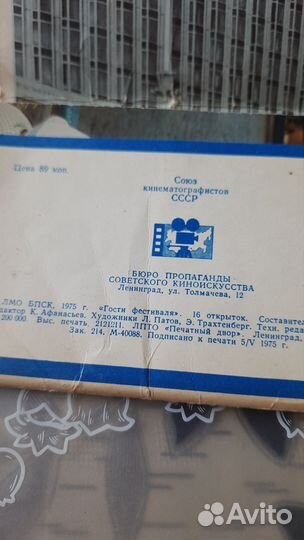 Цена 89 коп.
Союз
кинематографистов
СССР
БЮРО ПРОПАГАНДЫ
СОВЕТСКОГО КИНОИСКУССТВА
Ленинград, ул. Толмачева, 12
ЛМО БПСК, 1975 г. «Гости фестиваля». 16 открыток. Составител
дактор К. Афанасьев. Художники Л. Патов, Э. Трахтенберг. Техн. реда
200 000 Выс. печать, 2121211. ЛПТО «Печатный двор». Ленинград,
Зак. 214. М-40088. Подписано к печати 5/V 1975 г.
Avito